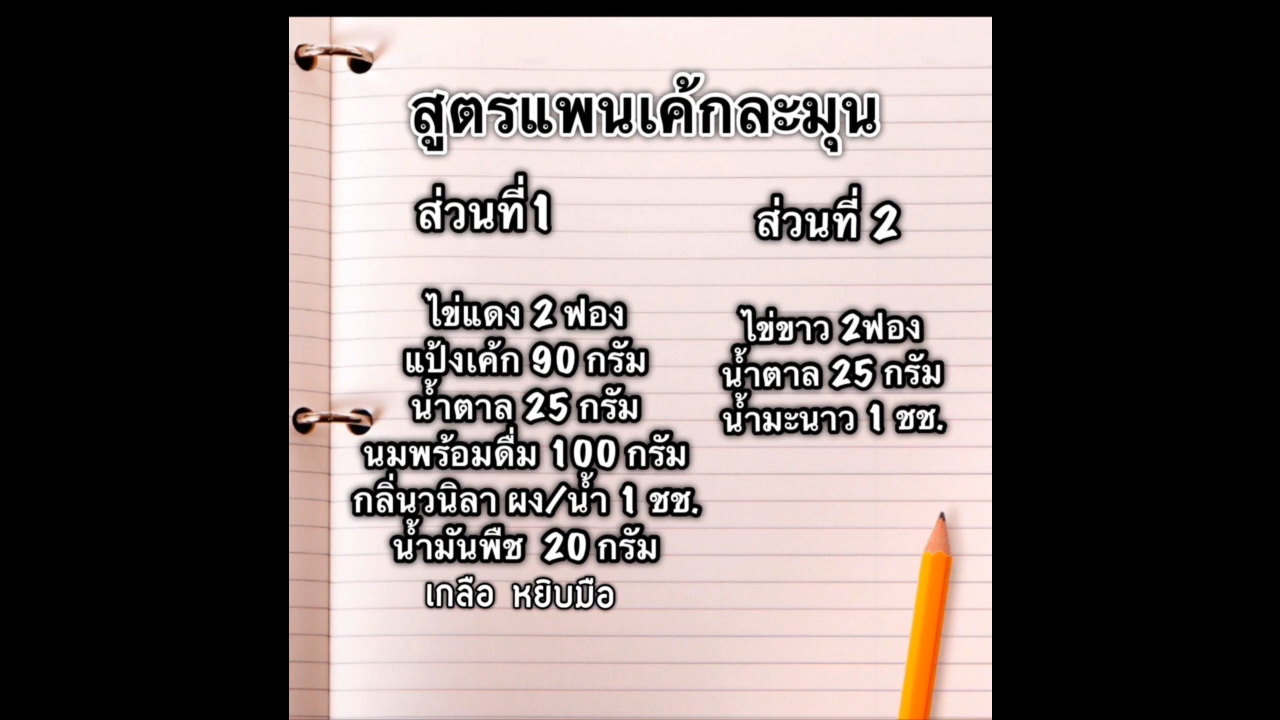 สูตรแพนเค้กละมุน
ส่วนที่ 1
ไข่แดง 2 ฟอง
แป้งเค้ก 90 กรัม
น้ำตาล 25 กรัม
นมพร้อมดื่ม 100 กรัม
กลิ่นวนิลา ผง/น้ำ 1 ชช.
น้ำมันพืช 20 กรัม
เกลือ หยิบมือ
ส่วนที่ 2
ไข่ขาว 2ฟอง
น้ำตาล 25 กรัม
น้ำมะนาว 1 ชช.